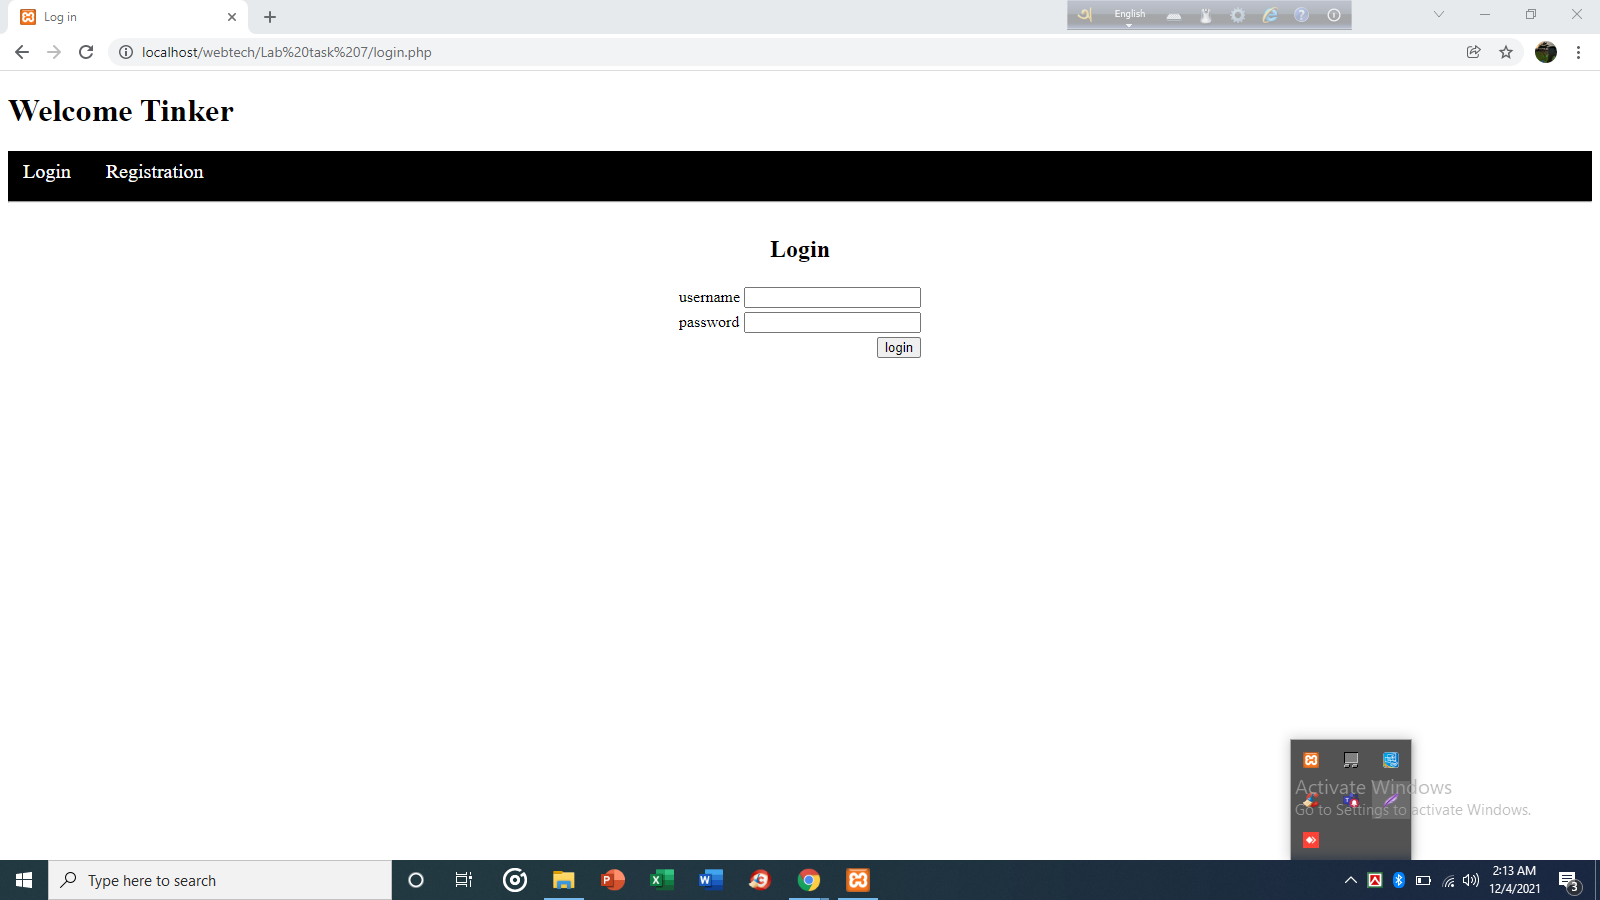 Log in
English
localhost/webtech/Lab%20task%207/login.php
Welcome Tinker
Login Registration
Login
username
password
login
Activate Windows
Go to Settings to activate Windows.
Type here to search
2:13 AM
12/4/2021
3